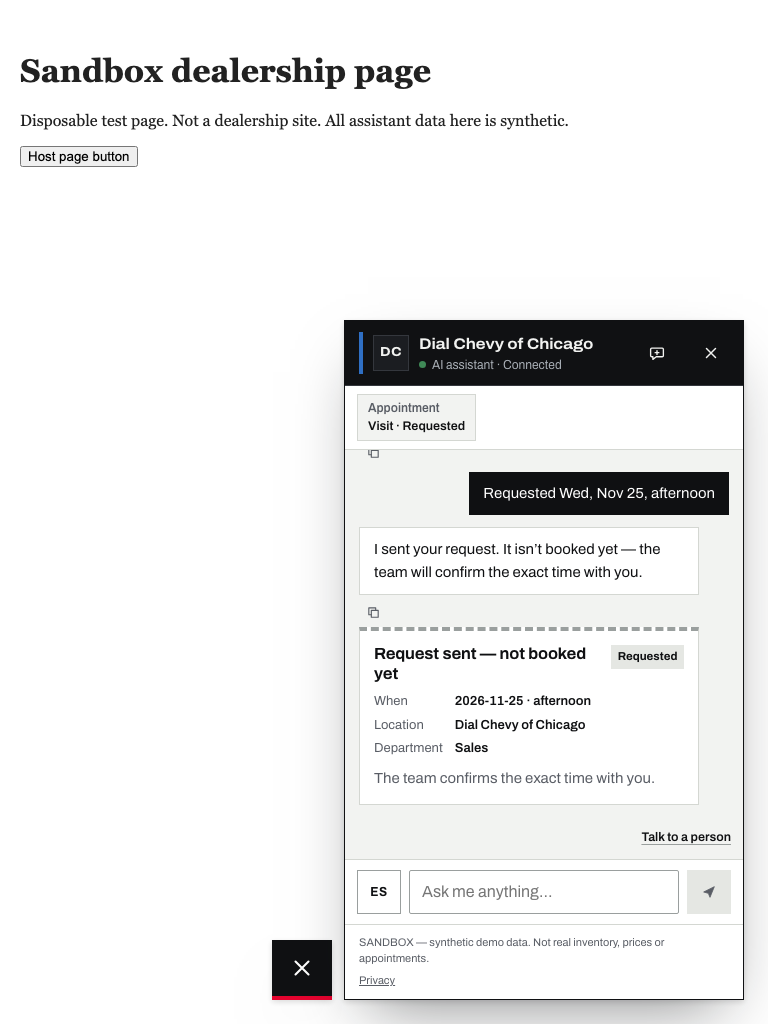 Sandbox dealership page
Disposable test page. Not a dealership site. All assistant data here is synthetic.
Host page button
DC
Dial Chevy of Chicago
AI assistant · Connected
Appointment
Visit · Requested
Requested Wed, Nov 25, afternoon
I sent your request. It isn’t booked yet — the
team will confirm the exact time with you.
Request sent — not booked
yet
Requested
When 2026-11-25 · afternoon
Location Dial Chevy of Chicago
Department Sales
The team confirms the exact time with you.
Talk to a person
ES
Ask me anything...
SANDBOX — synthetic demo data. Not real inventory, prices or
appointments.
Privacy